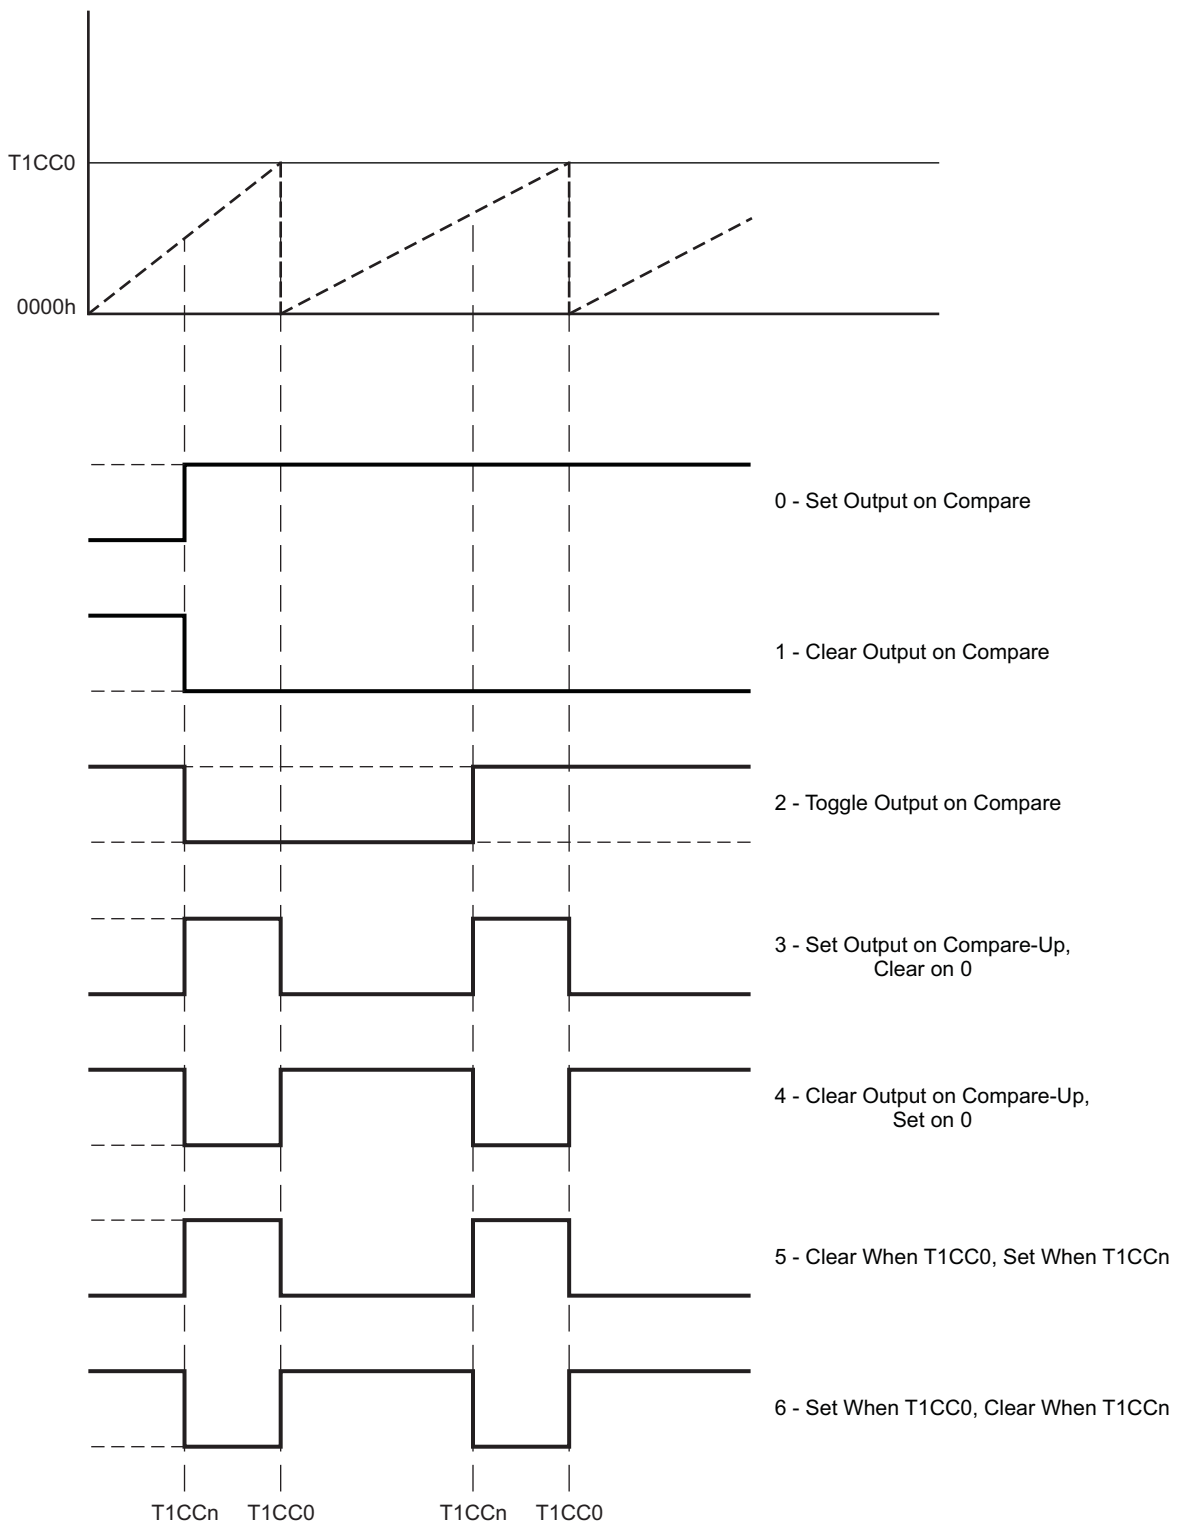 T1CC0
0000h
0 - Set Output on Compare
1 - Clear Output on Compare
2 - Toggle Output on Compare
3 - Set Output on Compare-Up,
Clear on 0
4 - Clear Output on Compare-Up,
Set on 0
5 - Clear When T1CC0, Set When T1CCn
6 - Set When T1CC0, Clear When T1CCn
T1CCn T1CC0 T1CCn T1CC0